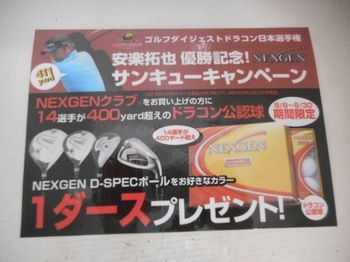 ゴルフダイジェストドラコン日本選手権
411 yard
安楽拓也 優勝記念! NEXGEN
サンキューキャンペーン
NEXGENクラブをお買い上げの方に
14選手が400yard超えのドラコン公認球
8/8~9/30
期間限定
14選手が
400ヤード越え
NEXGEN
NEXGEN D-SPECボールをお好きなカラー
1ダースプレゼント!
ドラコン
公認球